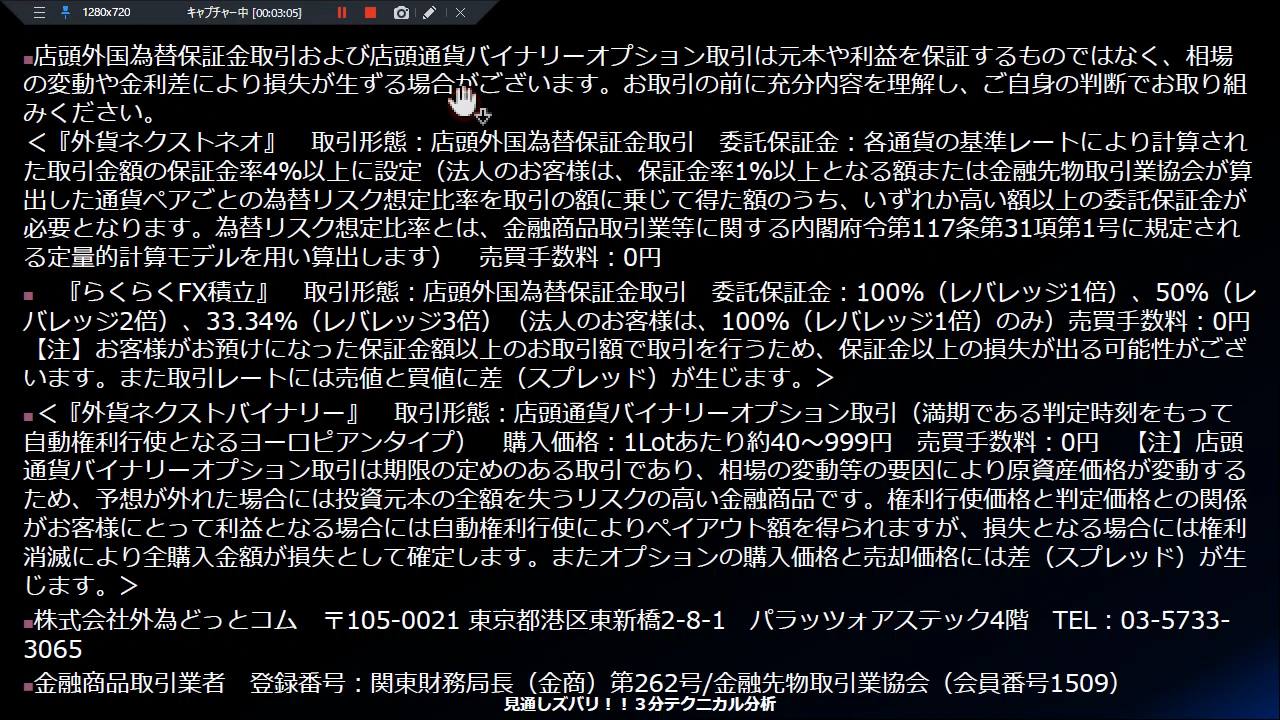 1280x720 キャプチャー中 [00:03:05]
■店頭外国為替保証金取引および店頭通貨バイナリーオプション取引は元本や利益を保証するものではなく、相場
の変動や金利差により損失が生ずる場合がございます。お取引の前に充分内容を理解し、ご自身の判断でお取り組
みください。
＜『外貨ネクストネオ』　取引形態：店頭外国為替保証金取引　委託保証金：各通貨の基準レートにより計算され
た取引金額の保証金率4%以上に設定（法人のお客様は、保証金率1%以上となる額または金融先物取引業協会が算
出した通貨ペアごとの為替リスク想定比率を取引の額に乗じて得た額のうち、いずれか高い額以上の委託保証金が
必要となります。為替リスク想定比率とは、金融商品取引業等に関する内閣府令第117条第31項第1号に規定され
る定量的計算モデルを用い算出します）　売買手数料：0円
■　『らくらくFX積立』　取引形態：店頭外国為替保証金取引　委託保証金：100%（レバレッジ1倍）、50%（レ
バレッジ2倍）、33.34%（レバレッジ3倍）（法人のお客様は、100%（レバレッジ1倍）のみ）売買手数料：0円
【注】お客様がお預けになった保証金額以上のお取引額で取引を行うため、保証金以上の損失が出る可能性がござ
います。また取引レートには売値と買値に差（スプレッド）が生じます。＞
■＜『外貨ネクストバイナリー』　取引形態：店頭通貨バイナリーオプション取引（満期である判定時刻をもって
自動権利行使となるヨーロピアンタイプ）　購入価格：1Lotあたり約40～999円　売買手数料：0円　【注】店頭
通貨バイナリーオプション取引は期限の定めのある取引であり、相場の変動等の要因により原資産価格が変動する
ため、予想が外れた場合には投資元本の全額を失うリスクの高い金融商品です。権利行使価格と判定価格との関係
がお客様にとって利益となる場合には自動権利行使によりペイアウト額を得られますが、損失となる場合には権利
消滅により全購入金額が損失として確定します。またオプションの購入価格と売却価格には差（スプレッド）が生
じます。＞
■株式会社外為どっとコム　〒105-0021 東京都港区東新橋2-8-1　パラッツォアステック4階　TEL：03-5733-
3065
■金融商品取引業者　登録番号：関東財務局長（金商）第262号/金融先物取引業協会（会員番号1509）
見通しズバリ！！３分テクニカル分析